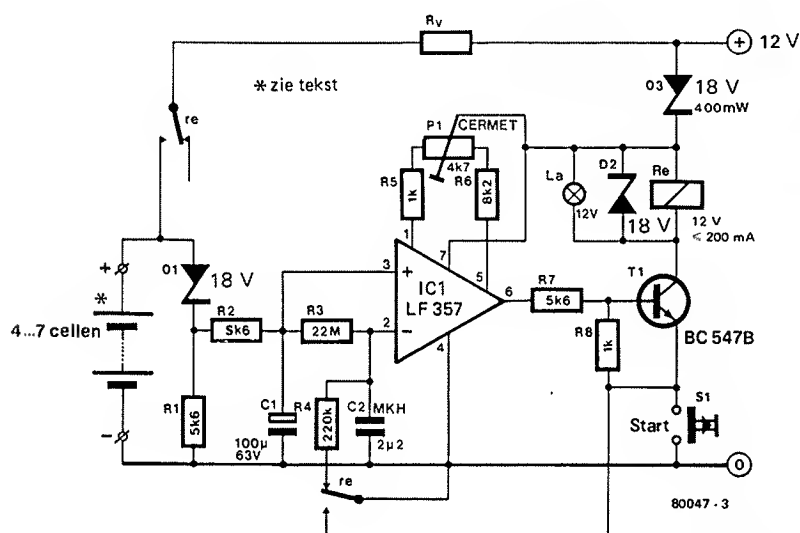 Rv
+ 12 V
* zie tekst
03
18 V
400mW
re
P1
CERMET
4k7
R5
1k
R6
8k2
La
12V
D2
18 V
Re
12 V
≤ 200 mA
1
7
01
18 V
3
+
IC1
LF 357
5
6
R7
5k6
T1
+
*
4...7 cellen
R2
5k6
R3
22M
2
−
4
R8
1k
BC 547B
R1
5k6
C1
100µ
63V
R4
220k
C2
MKH
2µ2
Start
S1
−
re
0
80047 - 3